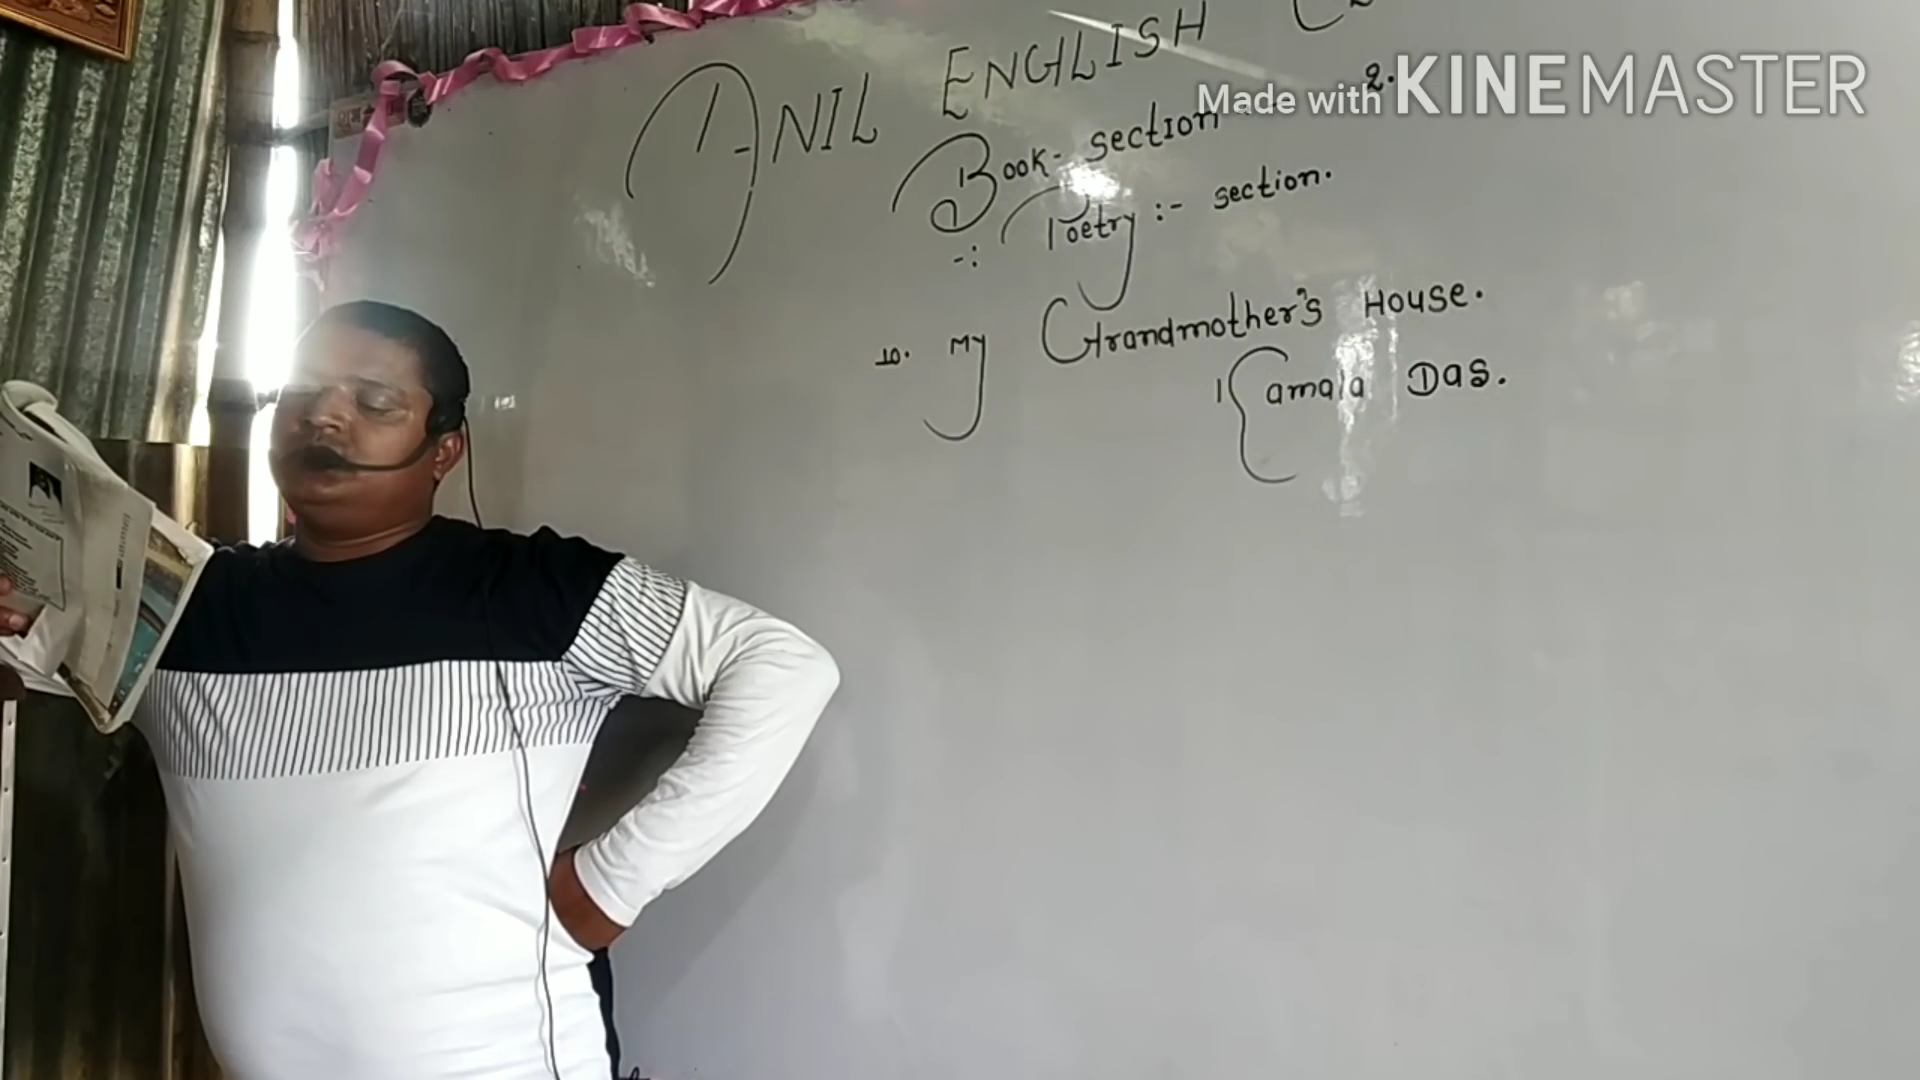 ANIL ENGLISH
Made with KINEMASTER
Book- section - 2.
-: Poetry :- section.
10. My Grandmother's House.
Kamala Das.